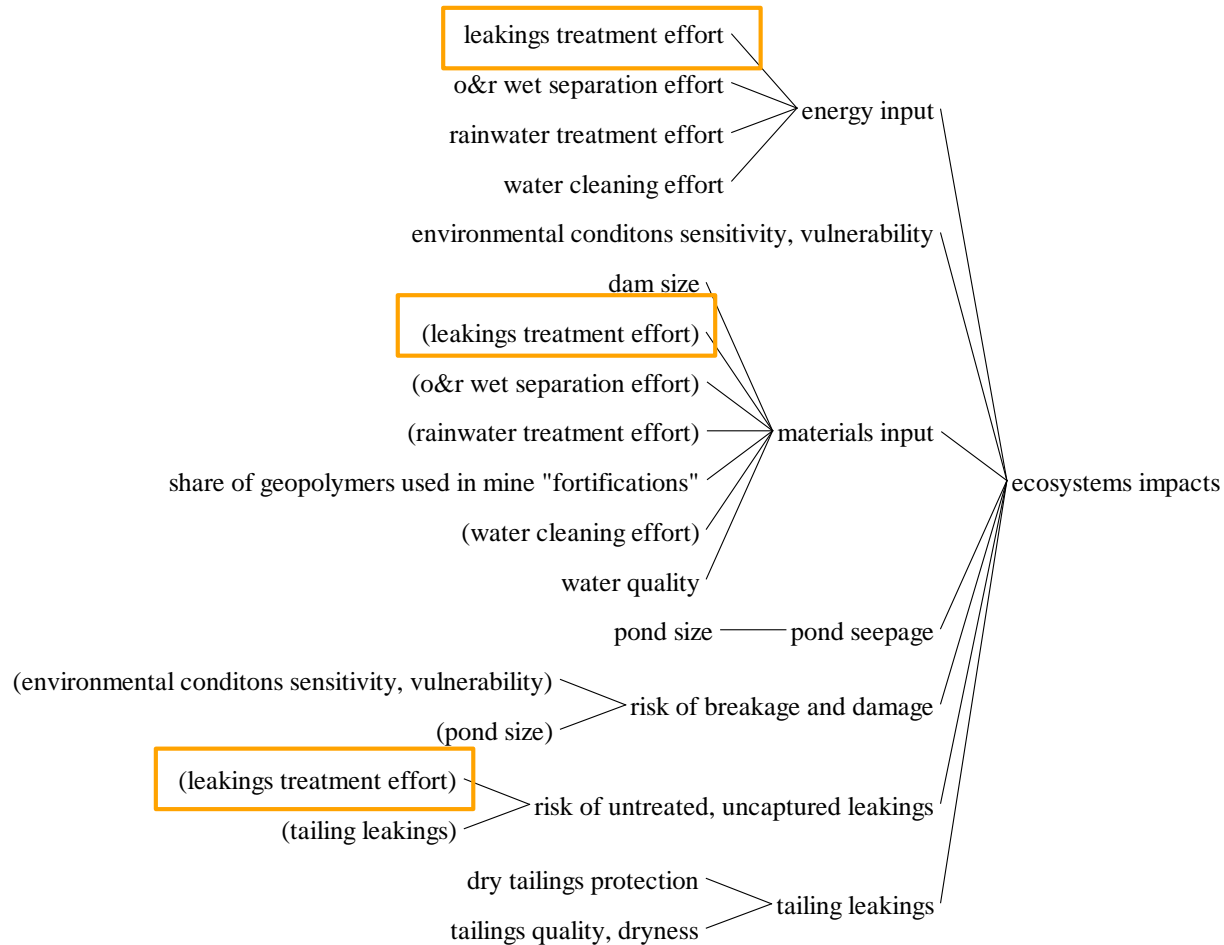 leakings treatment effort
o&r wet separation effort
energy input
rainwater treatment effort
water cleaning effort
environmental conditons sensitivity, vulnerability
dam size
(leakings treatment effort)
(o&r wet separation effort)
(rainwater treatment effort)
materials input
share of geopolymers used in mine "fortifications"
ecosystems impacts
(water cleaning effort)
water quality
pond size
pond seepage
(environmental conditons sensitivity, vulnerability)
risk of breakage and damage
(pond size)
(leakings treatment effort)
risk of untreated, uncaptured leakings
(tailing leakings)
dry tailings protection
tailing leakings
tailings quality, dryness